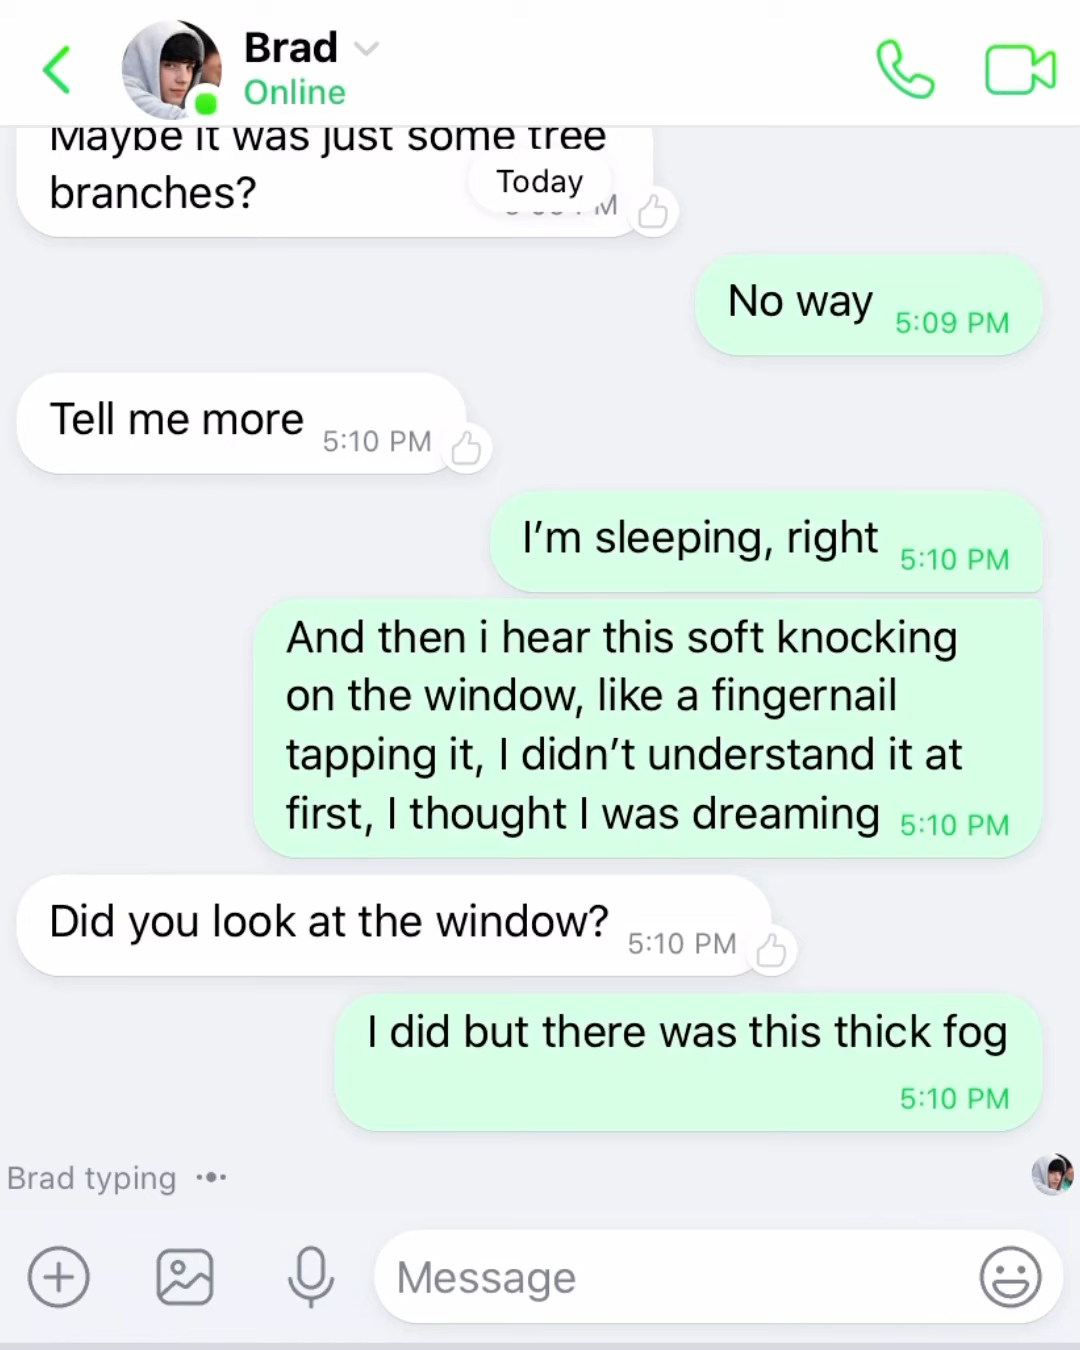 Brad
Online
Maybe it was just some tree
branches?
Today
No way
5:09 PM
Tell me more
5:10 PM
I'm sleeping, right
5:10 PM
And then i hear this soft knocking
on the window, like a fingernail
tapping it, I didn't understand it at
first, I thought I was dreaming
5:10 PM
Did you look at the window?
5:10 PM
I did but there was this thick fog
5:10 PM
Brad typing
Message